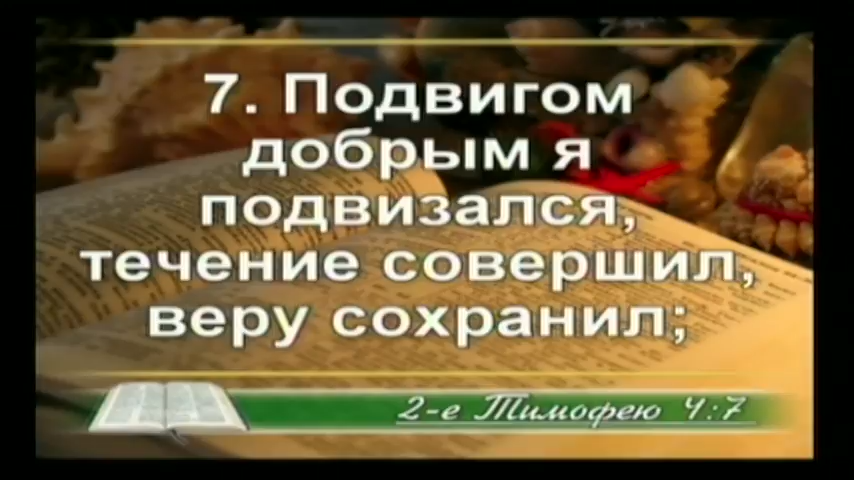 7. Подвигом
добрым я
подвизался,
течение совершил,
веру сохранил;
2-е Тимофею 4:7